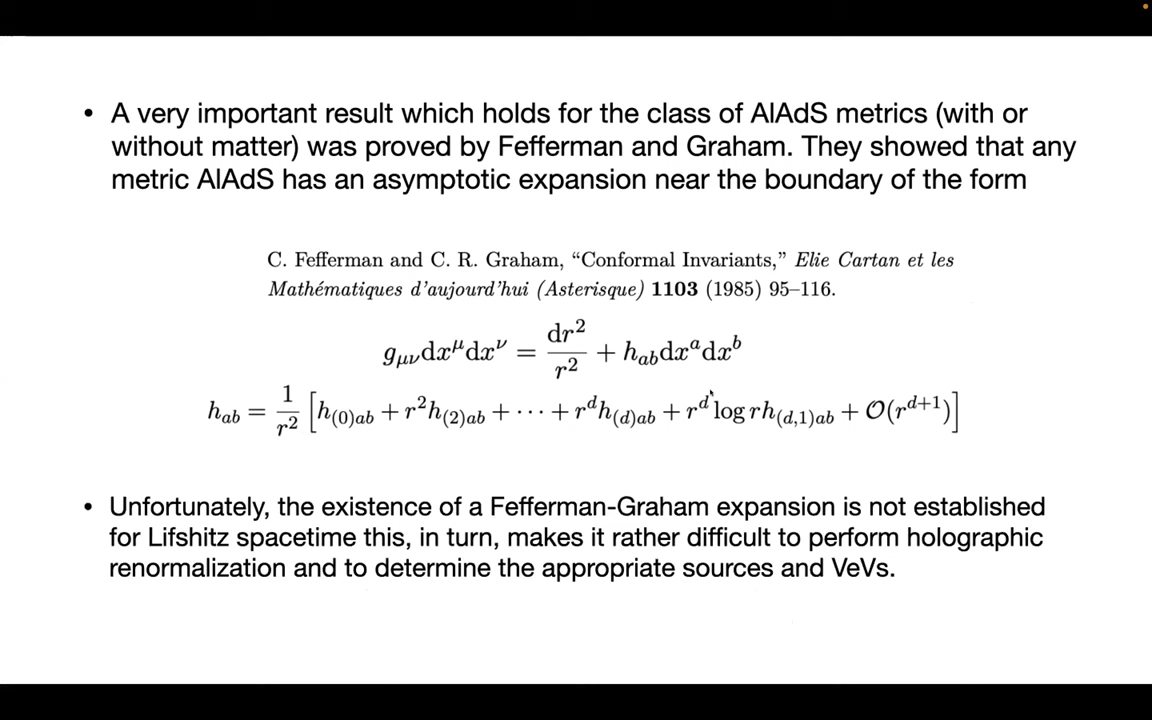 • A very important result which holds for the class of AlAdS metrics (with or
without matter) was proved by Fefferman and Graham. They showed that any
metric AlAdS has an asymptotic expansion near the boundary of the form
C. Fefferman and C. R. Graham, “Conformal Invariants,” Elie Cartan et les
Mathématiques d’aujourd’hui (Asterisque) 1103 (1985) 95–116.
g_{μν}dx^μdx^ν = \frac{dr^2}{r^2} + h_{ab}dx^adx^b
h_{ab} = \frac{1}{r^2} [h_{(0)ab} + r^2h_{(2)ab} + ⋯ + r^dh_{(d)ab} + r^d log rh_{(d,1)ab} + 𝒪(r^{d+1})]
• Unfortunately, the existence of a Fefferman-Graham expansion is not established
for Lifshitz spacetime this, in turn, makes it rather difficult to perform holographic
renormalization and to determine the appropriate sources and VeVs.